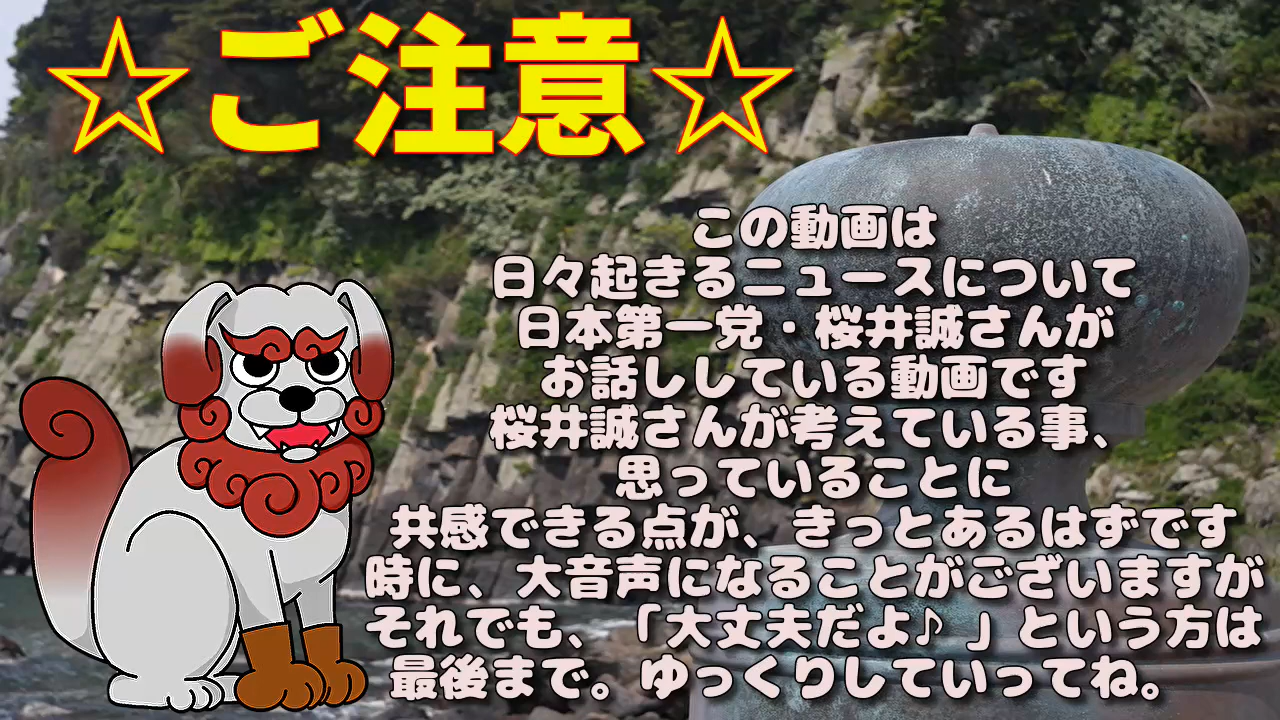 ☆ご注意☆
この動画は
日々起きるニュースについて
日本第一党・桜井誠さんが
お話ししている動画です
桜井誠さんが考えている事、
思っていることに
共感できる点が、きっとあるはずです
時に、大音声になることがございますが
それでも、「大丈夫だよ♪」という方は
最後まで。ゆっくりしていってね。